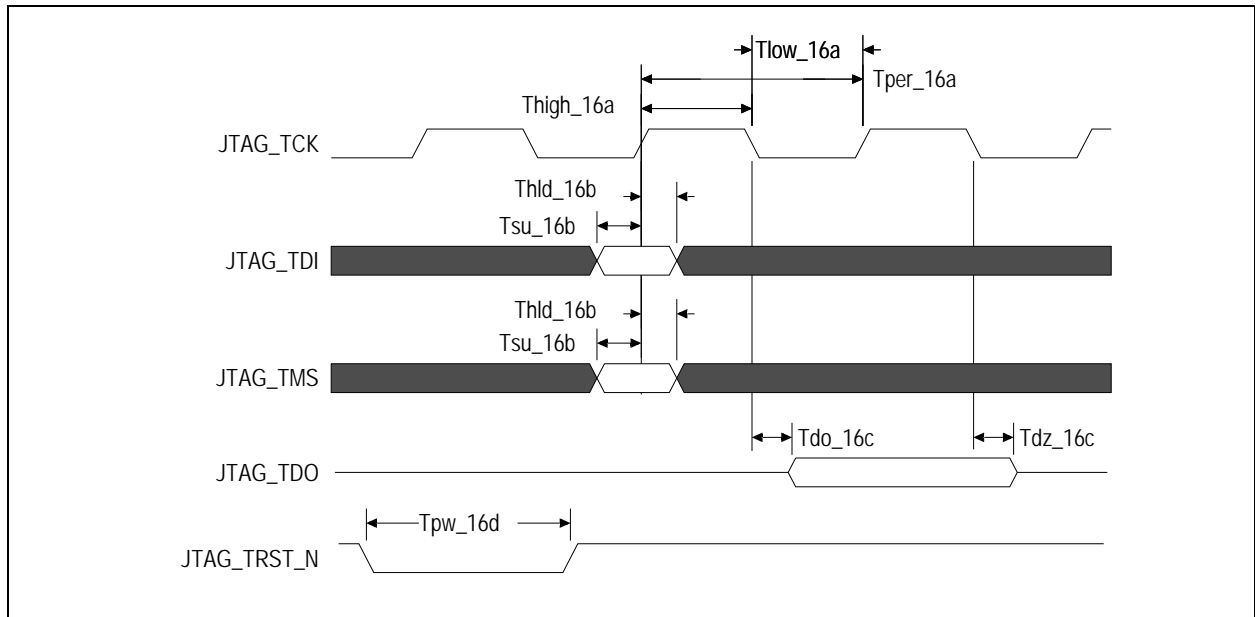 Tlow_16a
Tper_16a
Thigh_16a
JTAG_TCK
Thld_16b
Tsu_16b
JTAG_TDI
Thld_16b
Tsu_16b
JTAG_TMS
Tdo_16c
Tdz_16c
JTAG_TDO
Tpw_16d
JTAG_TRST_N